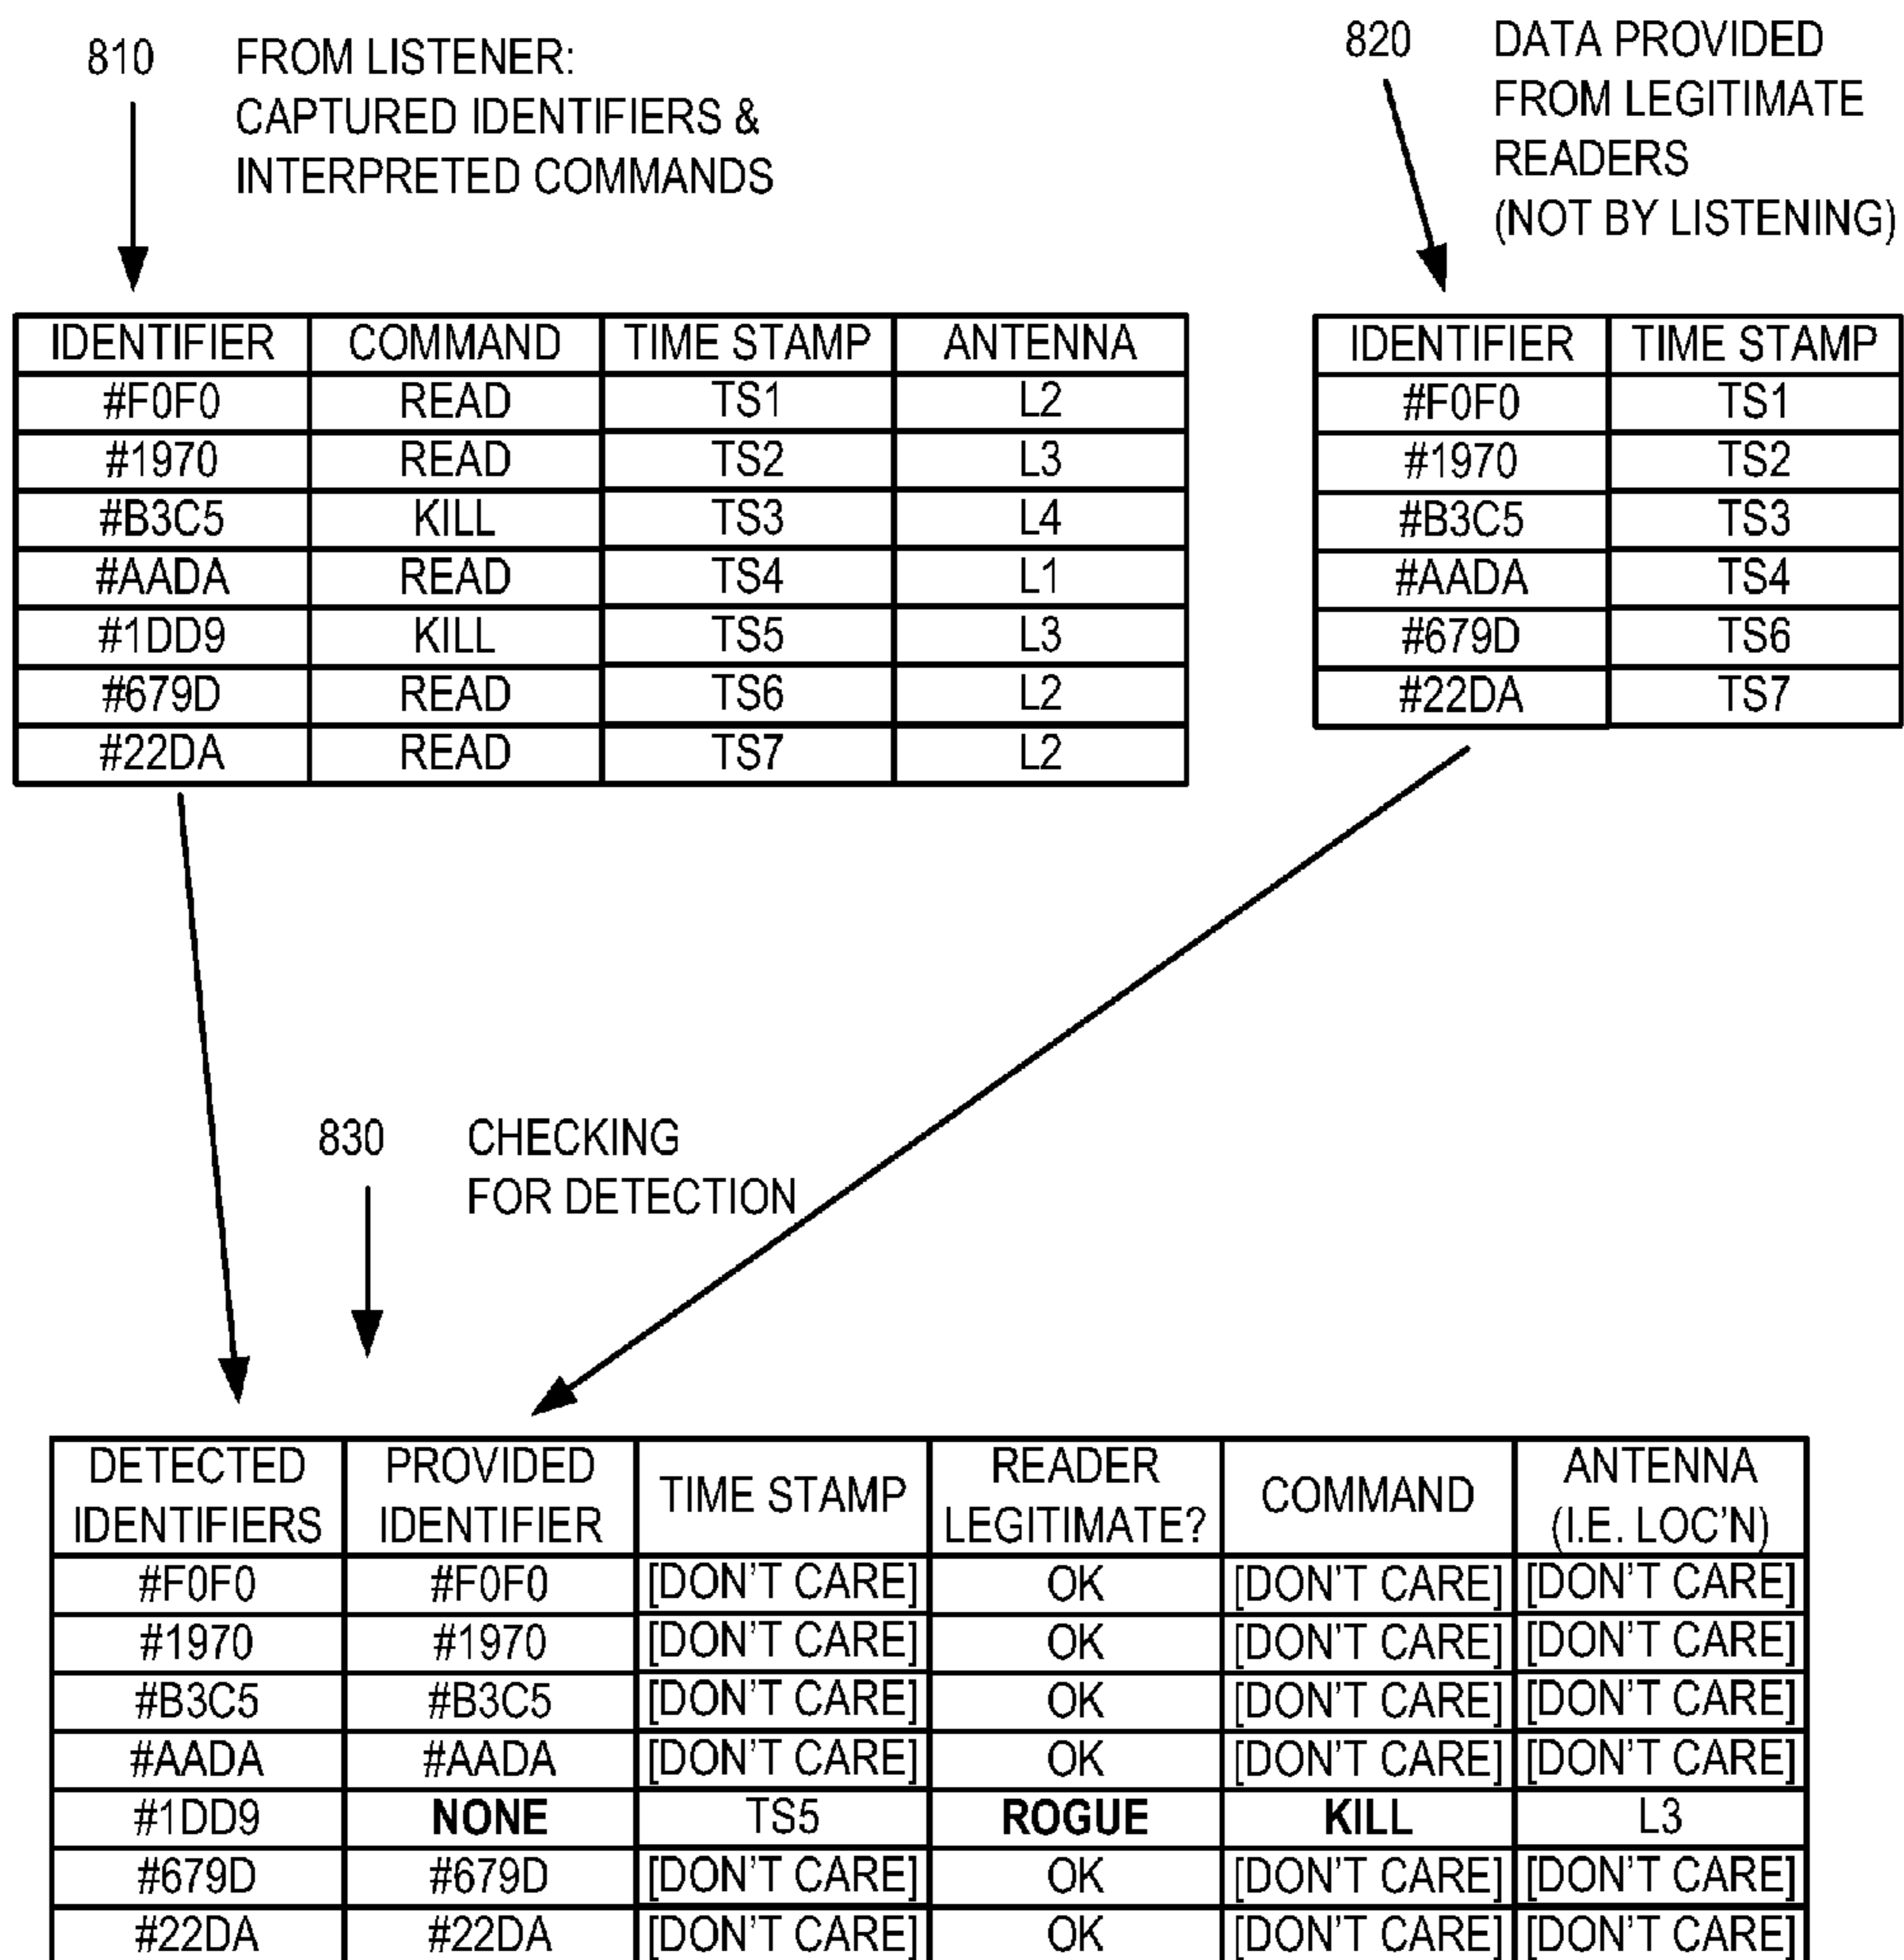 810 FROM LISTENER:
CAPTURED IDENTIFIERS &
INTERPRETED COMMANDS
820 DATA PROVIDED
FROM LEGITIMATE
READERS
(NOT BY LISTENING)
IDENTIFIER COMMAND TIME STAMP ANTENNA
#F0F0 READ TS1 L2
#1970 READ TS2 L3
#B3C5 KILL TS3 L4
#AADA READ TS4 L1
#1DD9 KILL TS5 L3
#679D READ TS6 L2
#22DA READ TS7 L2
IDENTIFIER TIME STAMP
#F0F0 TS1
#1970 TS2
#B3C5 TS3
#AADA TS4
#679D TS6
#22DA TS7
830 CHECKING
FOR DETECTION
DETECTED IDENTIFIERS PROVIDED IDENTIFIER TIME STAMP READER LEGITIMATE? COMMAND ANTENNA (I.E. LOC'N)
#F0F0 #F0F0 [DON'T CARE] OK [DON'T CARE] [DON'T CARE]
#1970 #1970 [DON'T CARE] OK [DON'T CARE] [DON'T CARE]
#B3C5 #B3C5 [DON'T CARE] OK [DON'T CARE] [DON'T CARE]
#AADA #AADA [DON'T CARE] OK [DON'T CARE] [DON'T CARE]
#1DD9 NONE TS5 ROGUE KILL L3
#679D #679D [DON'T CARE] OK [DON'T CARE] [DON'T CARE]
#22DA #22DA [DON'T CARE] OK [DON'T CARE] [DON'T CARE]